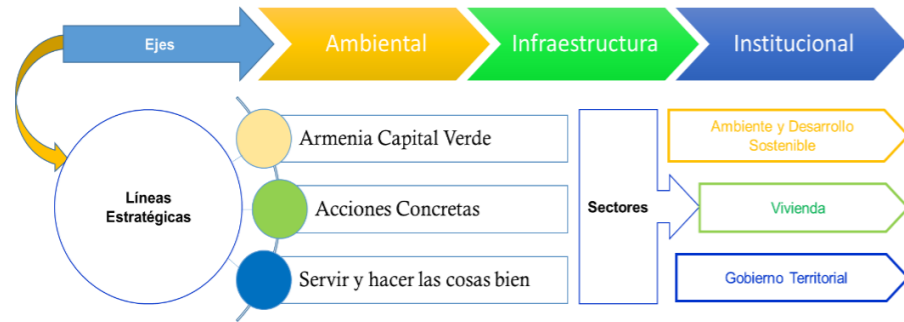 Ejes
Ambiental
Infraestructura
Institucional
Líneas
Estratégicas
Armenia Capital Verde
Acciones Concretas
Servir y hacer las cosas bien
Sectores
Ambiente y Desarrollo
Sostenible
Vivienda
Gobierno Territorial